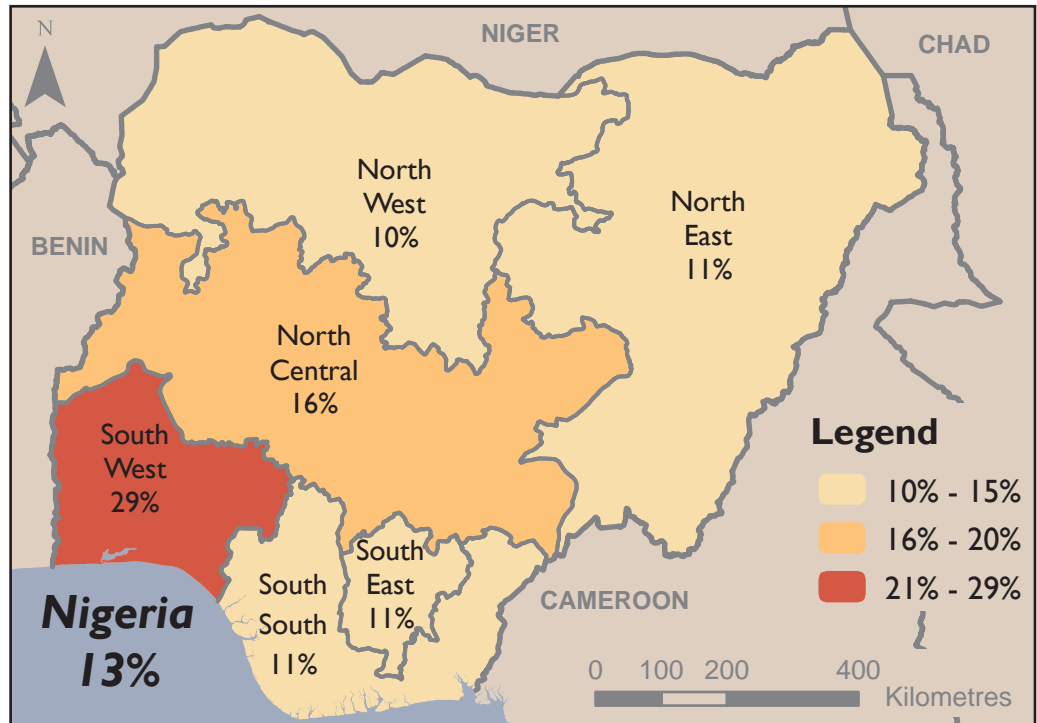 N
NIGER
CHAD
BENIN
North
West
10%
North
East
11%
North
Central
16%
South
West
29%
South
East
11%
South
South
11%
Nigeria
13%
CAMEROON
Legend
10% - 15%
16% - 20%
21% - 29%
0 100 200 400
Kilometres